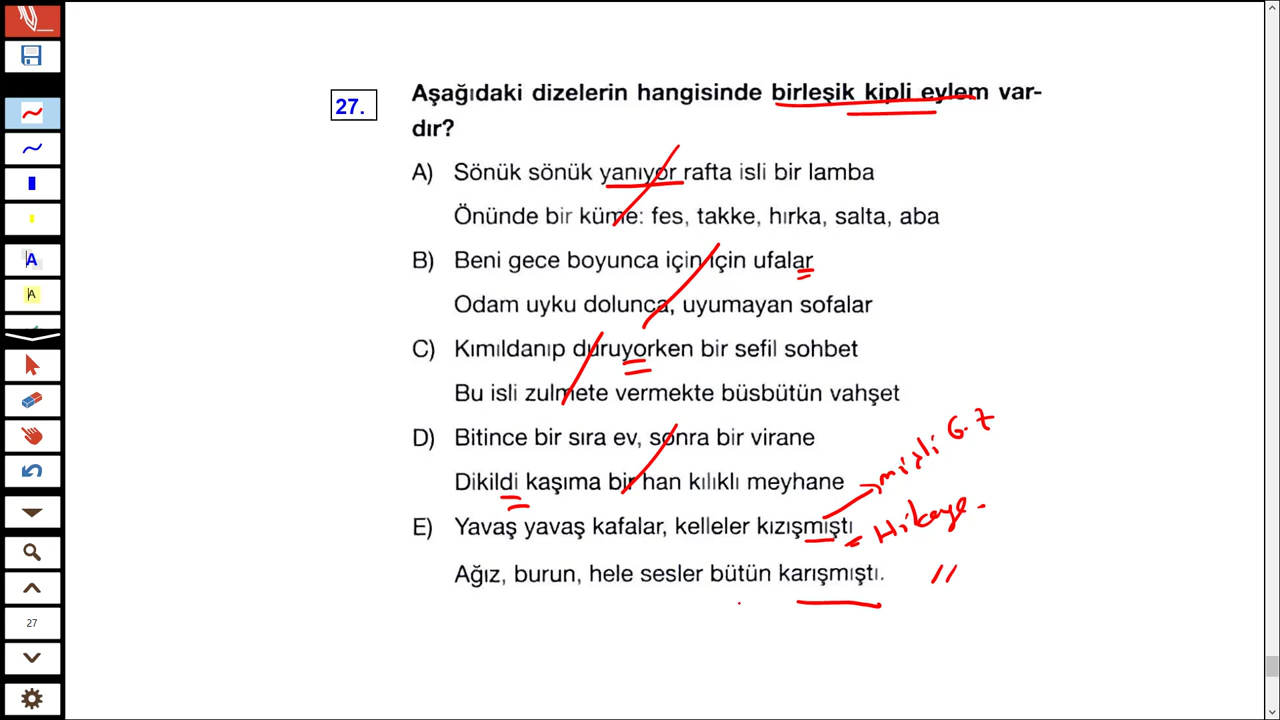 27.
Aşağıdaki dizelerin hangisinde birleşik kipli eylem var-
dır?
A) Sönük sönük yanıyor rafta isli bir lamba
Önünde bir küme: fes, takke, hırka, salta, aba
B) Beni gece boyunca için için ufalar
Odam uyku dolunca, uyumayan sofalar
C) Kımıldanıp duruyorken bir sefil sohbet
Bu isli zulmete vermekte büsbütün vahşet
D) Bitince bir sıra ev, sonra bir virane
Dikildi kaşıma bir han kılıklı meyhane
mişli G.Z
E) Yavaş yavaş kafalar, kelleler kızışmıştı
Hikaye
Ağız, burun, hele sesler bütün karışmıştı. //
A
A
27